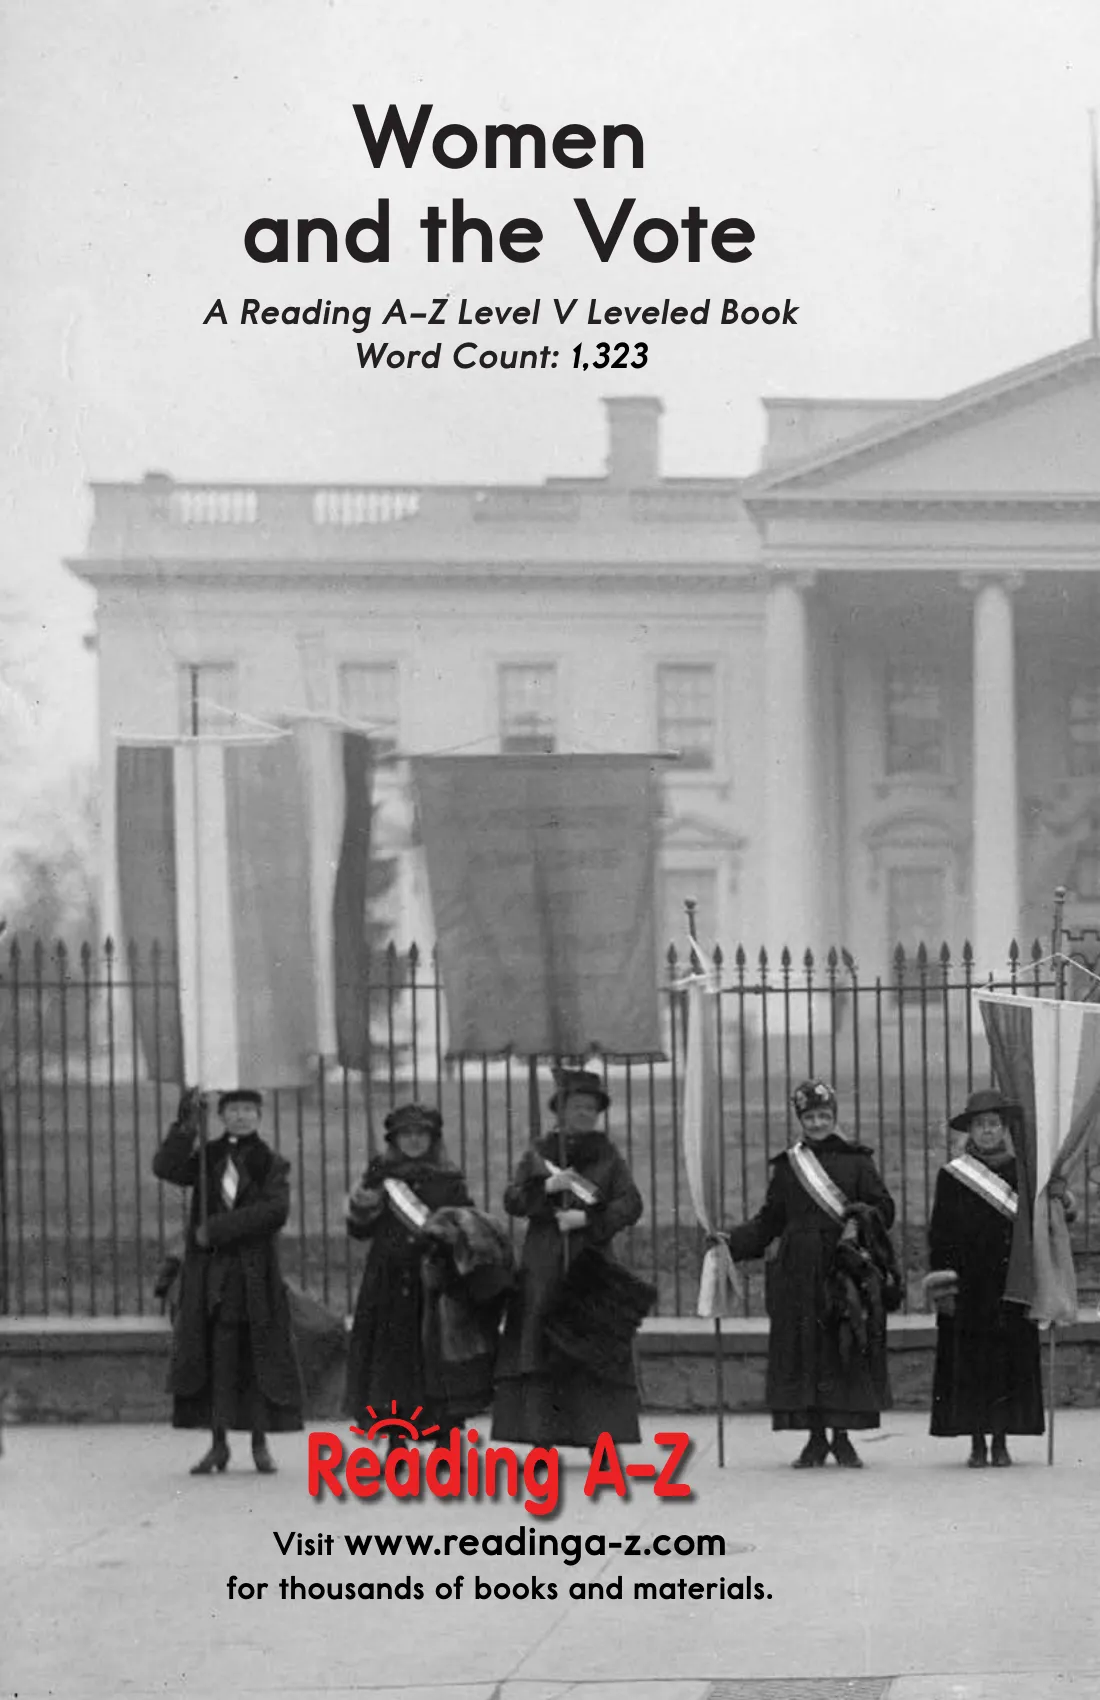 Women
and the Vote
A Reading A–Z Level V Leveled Book
Word Count: 1,323
Reading A–Z
Visit www.readinga-z.com
for thousands of books and materials.